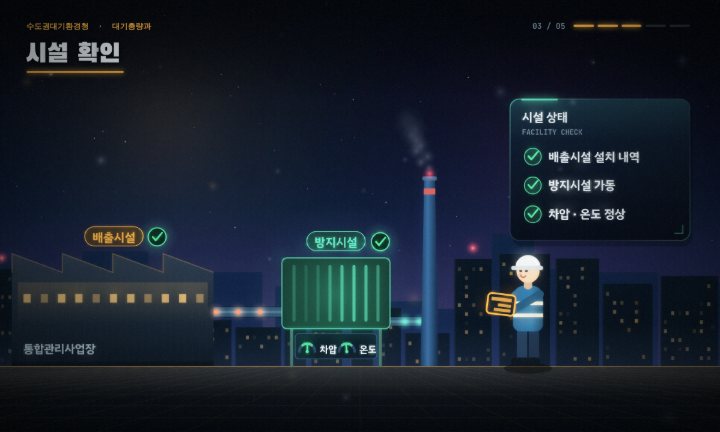 수도권대기환경청 · 대기총량과
03 / 05
시설 확인
시설 상태
FACILITY CHECK
배출시설 설치 내역
방지시설 가동
차압 · 온도 정상
배출시설
방지시설
차압
온도
통합관리사업장